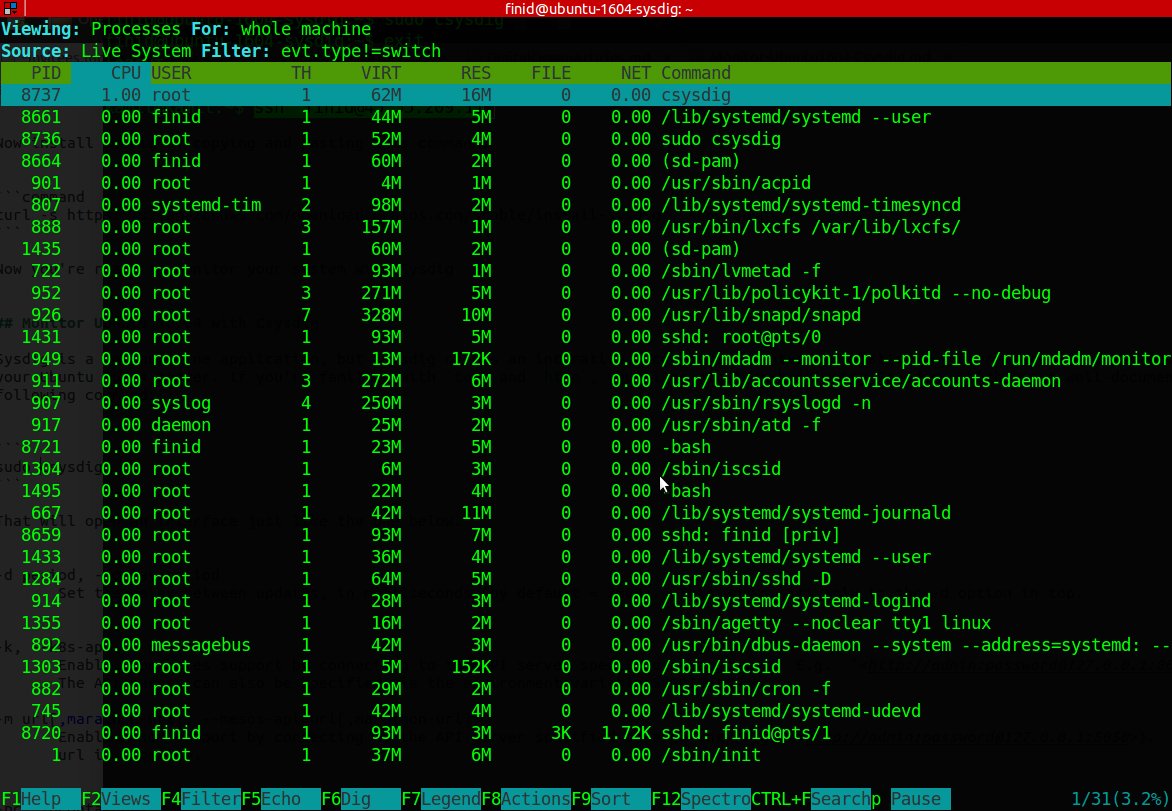 finid@ubuntu-1604-sysdig: ~
Viewing: Processes For: whole machine
Source: Live System Filter: evt.type!=switch
PID CPU USER TH VIRT RES FILE NET Command
8737 1.00 root 1 62M 16M 0 0.00 csysdig
8661 0.00 finid 1 44M 5M 0 0.00 /lib/systemd/systemd --user
8736 0.00 root 1 52M 4M 0 0.00 sudo csysdig
8664 0.00 finid 1 60M 2M 0 0.00 (sd-pam)
901 0.00 root 1 4M 1M 0 0.00 /usr/sbin/acpid
807 0.00 systemd-tim 2 98M 2M 0 0.00 /lib/systemd/systemd-timesyncd
888 0.00 root 3 157M 1M 0 0.00 /usr/bin/lxcfs /var/lib/lxcfs/
1435 0.00 root 1 60M 2M 0 0.00 (sd-pam)
722 0.00 root 1 93M 1M 0 0.00 /sbin/lvmetad -f
952 0.00 root 3 271M 5M 0 0.00 /usr/lib/policykit-1/polkitd --no-debug
926 0.00 root 7 328M 10M 0 0.00 /usr/lib/snapd/snapd
1431 0.00 root 1 93M 5M 0 0.00 sshd: root@pts/0
949 0.00 root 1 13M 172K 0 0.00 /sbin/mdadm --monitor --pid-file /run/mdadm/monitor
911 0.00 root 3 272M 6M 0 0.00 /usr/lib/accountsservice/accounts-daemon
907 0.00 syslog 4 250M 3M 0 0.00 /usr/sbin/rsyslogd -n
917 0.00 daemon 1 25M 2M 0 0.00 /usr/sbin/atd -f
8721 0.00 finid 1 23M 5M 0 0.00 -bash
1304 0.00 root 1 6M 3M 0 0.00 /sbin/iscsid
1495 0.00 root 1 22M 4M 0 0.00 bash
667 0.00 root 1 42M 11M 0 0.00 /lib/systemd/systemd-journald
8659 0.00 root 1 93M 7M 0 0.00 sshd: finid [priv]
1433 0.00 root 1 36M 4M 0 0.00 /lib/systemd/systemd --user
1284 0.00 root 1 64M 5M 0 0.00 /usr/sbin/sshd -D
914 0.00 root 1 28M 3M 0 0.00 /lib/systemd/systemd-logind
1355 0.00 root 1 16M 2M 0 0.00 /sbin/agetty --noclear tty1 linux
892 0.00 messagebus 1 42M 3M 0 0.00 /usr/bin/dbus-daemon --system --address=systemd: --
1303 0.00 root 1 5M 152K 0 0.00 /sbin/iscsid
882 0.00 root 1 29M 2M 0 0.00 /usr/sbin/cron -f
745 0.00 root 1 42M 4M 0 0.00 /lib/systemd/systemd-udevd
8720 0.00 finid 1 93M 3M 3K 1.72K sshd: finid@pts/1
1 0.00 root 1 37M 6M 0 0.00 /sbin/init
F1Help F2Views F4FilterF5Echo F6Dig F7LegendF8ActionsF9Sort F12SpectroCTRL+FSearchp Pause 1/31(3.2%)